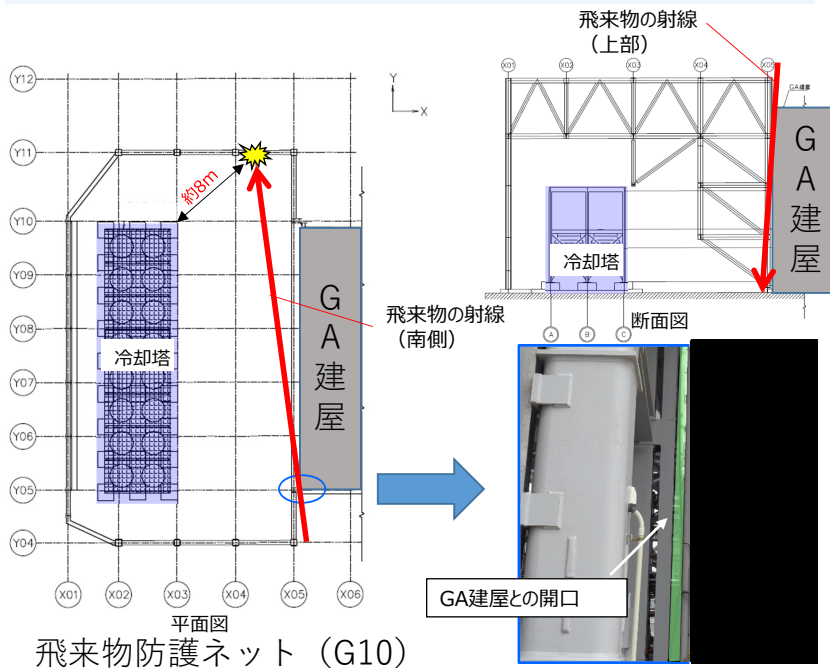 飛来物の射線
（上部）
X01
X02
X03
X04
X05
GA建屋
GA建屋
冷却塔
A
B
C
断面図
Y12
Y11
Y10
Y09
Y08
Y07
Y06
Y05
Y04
Y
X
約8m
冷却塔
GA建屋
飛来物の射線
（南側）
X01
X02
X03
X04
X05
X06
平面図
GA建屋との開口
飛来物防護ネット（G10）